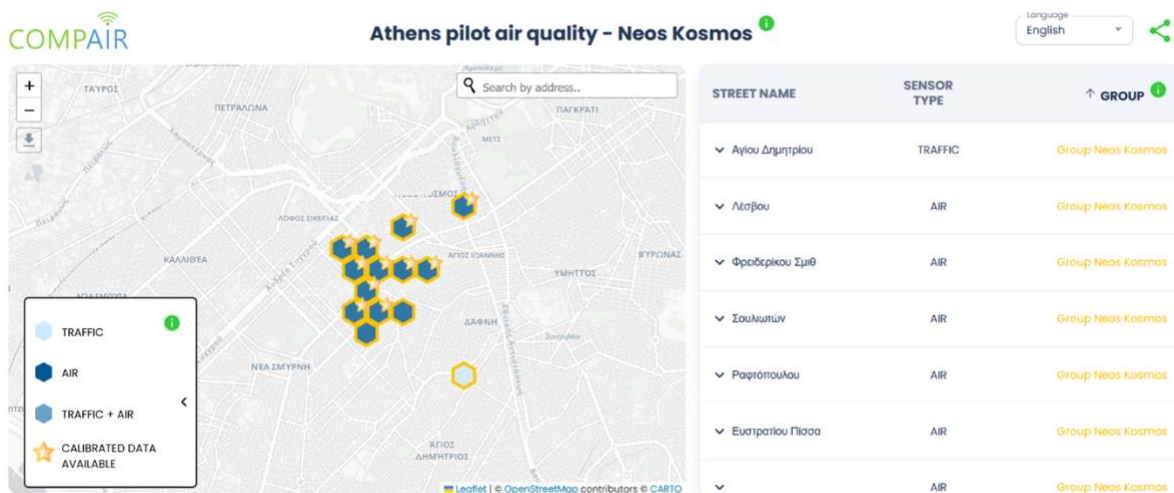 COMPAIR
Athens pilot air quality - Neos Kosmos
Language
English
+
−
Search by address..
ΤΑΥΡΟΣ
ΠΕΤΡΑΛΩΝΑ
ΠΑΓΚΡΑΤΙ
ΜΕΤΣ
ΛΟΦΟΣ ΣΙΚΕΛΙΑΣ
ΚΑΛΛΙΘΕΑ
ΑΓΙΟΣ ΙΩΑΝΝΗΣ
ΒΥΡΩΝΑΣ
ΥΜΗΤΤΟΣ
ΔΑΦΝΗ
ΝΕΑ ΣΜΥΡΝΗ
ΑΓΙΟΣ
ΔΗΜΗΤΡΙΟΣ
TRAFFIC
AIR
TRAFFIC + AIR
CALIBRATED DATA
AVAILABLE
Leaflet | © OpenStreetMap contributors © CARTO
STREET NAME SENSOR TYPE ↑ GROUP
Αγίου Δημητρίου TRAFFIC Group Neos Kosmos
Λέσβου AIR Group Neos Kosmos
Φρειδερίκου Σμιθ AIR Group Neos Kosmos
Σουλιωτών AIR Group Neos Kosmos
Ραφτόπουλου AIR Group Neos Kosmos
Ευστρατίου Πίσσα AIR Group Neos Kosmos
AIR Group Neos Kosmos